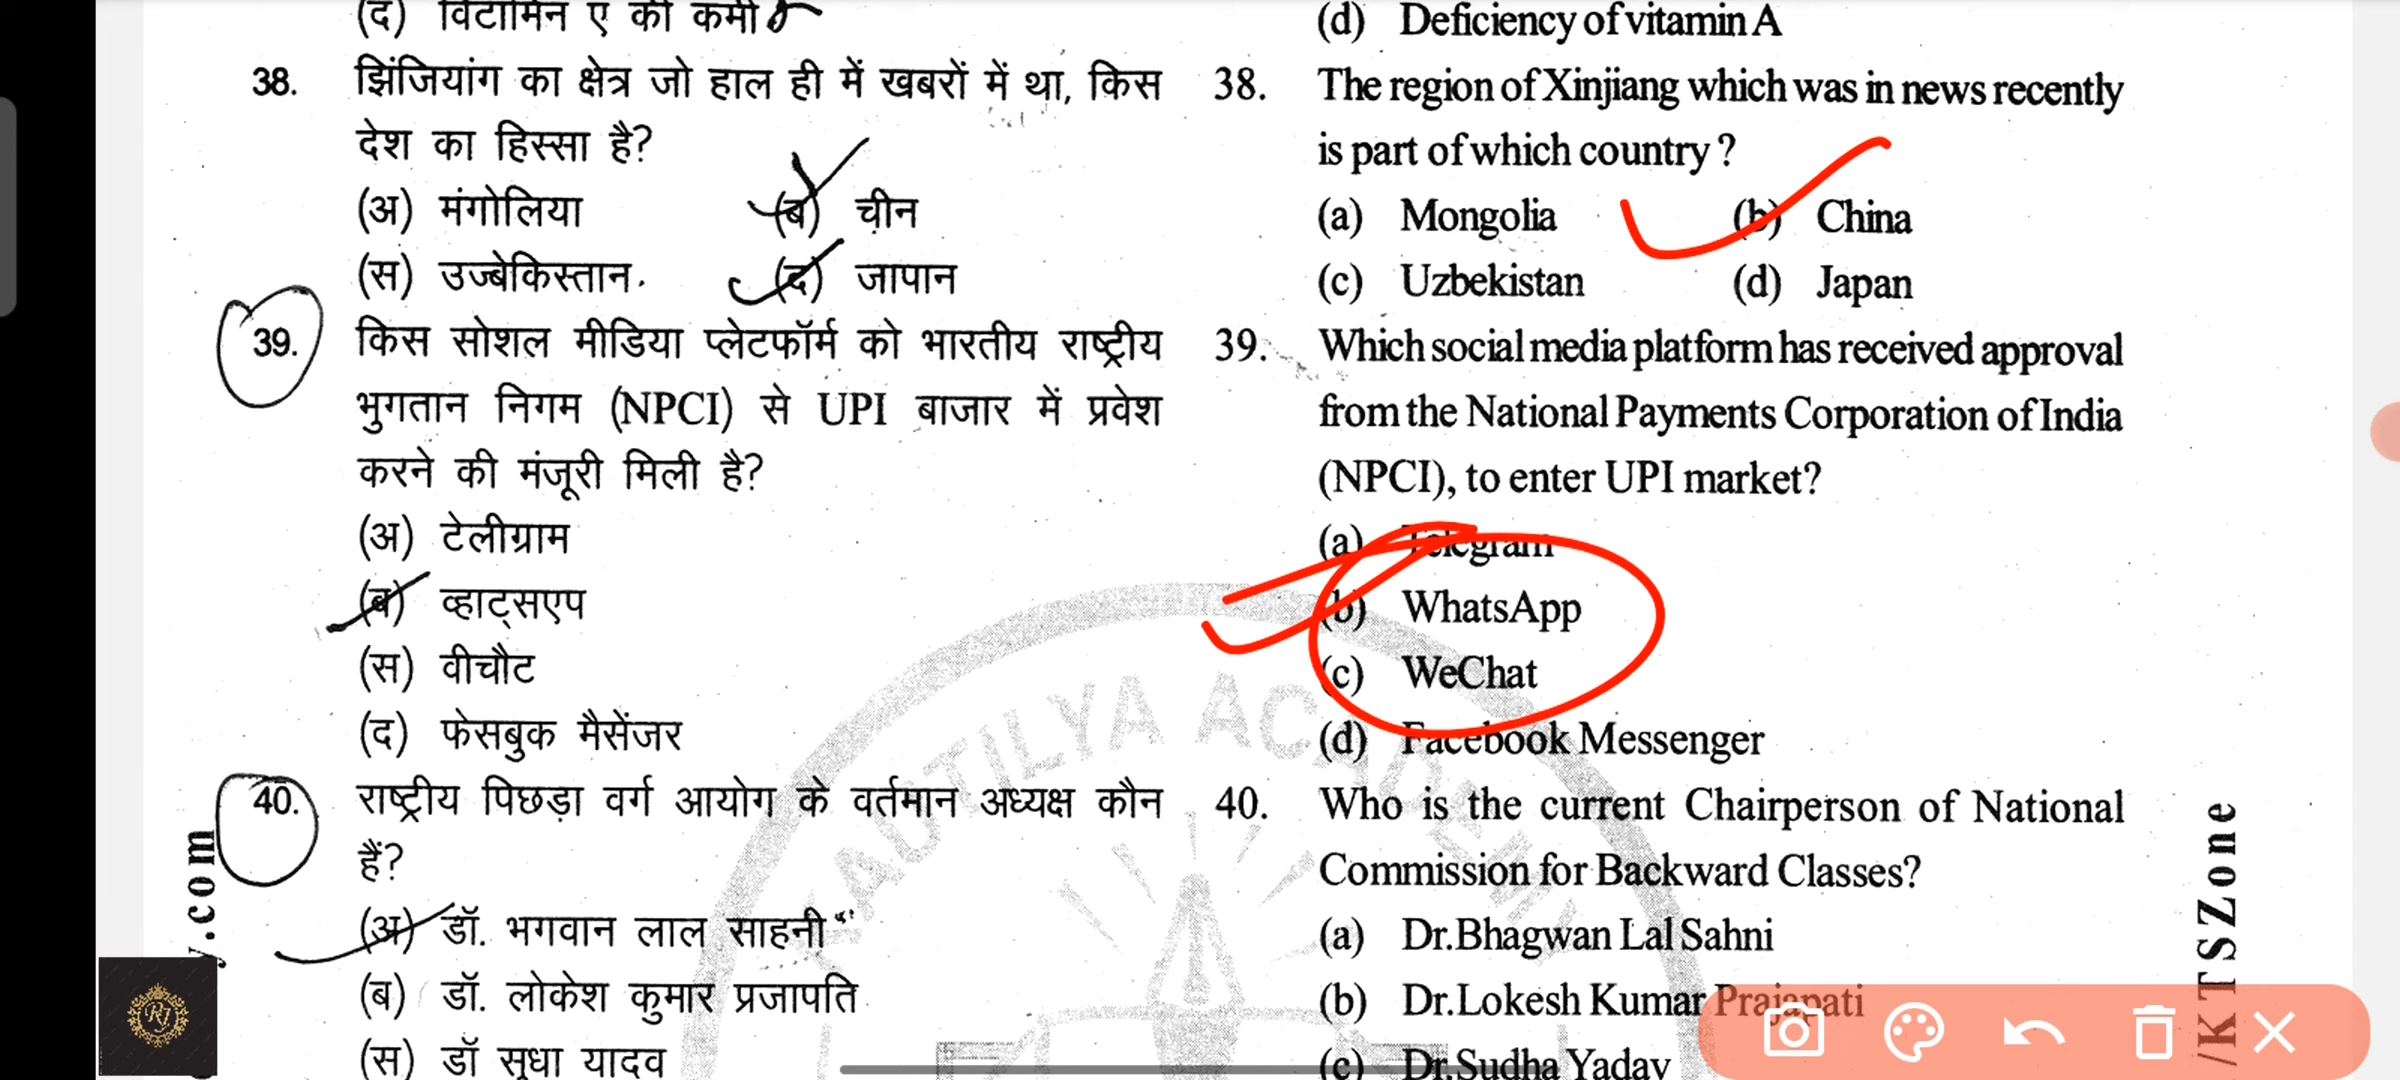 (द) विटामिन ए की कमी
38. झिंजियांग का क्षेत्र जो हाल ही में खबरों में था, किस
देश का हिस्सा है?
(अ) मंगोलिया (ब) चीन
(स) उज्बेकिस्तान (द) जापान
39. किस सोशल मीडिया प्लेटफॉर्म को भारतीय राष्ट्रीय
भुगतान निगम (NPCI) से UPI बाजार में प्रवेश
करने की मंजूरी मिली है?
(अ) टेलीग्राम
(ब) व्हाट्सएप
(स) वीचौट
(द) फेसबुक मैसेंजर
40. राष्ट्रीय पिछड़ा वर्ग आयोग के वर्तमान अध्यक्ष कौन
हैं?
(अ) डॉ. भगवान लाल साहनी
(ब) डॉ. लोकेश कुमार प्रजापति
(स) डॉ सुधा यादव
(d) Deficiency of vitamin A
38. The region of Xinjiang which was in news recently
is part of which country ?
(a) Mongolia (b) China
(c) Uzbekistan (d) Japan
39. Which social media platform has received approval
from the National Payments Corporation of India
(NPCI), to enter UPI market?
(a) Telegram
(b) WhatsApp
(c) WeChat
(d) Facebook Messenger
40. Who is the current Chairperson of National
Commission for Backward Classes?
(a) Dr.Bhagwan Lal Sahni
(b) Dr.Lokesh Kumar Prajapati
(c) Dr.Sudha Yadav
y.com
/KTSZone
KAUTILYA ACADEMY
RJ